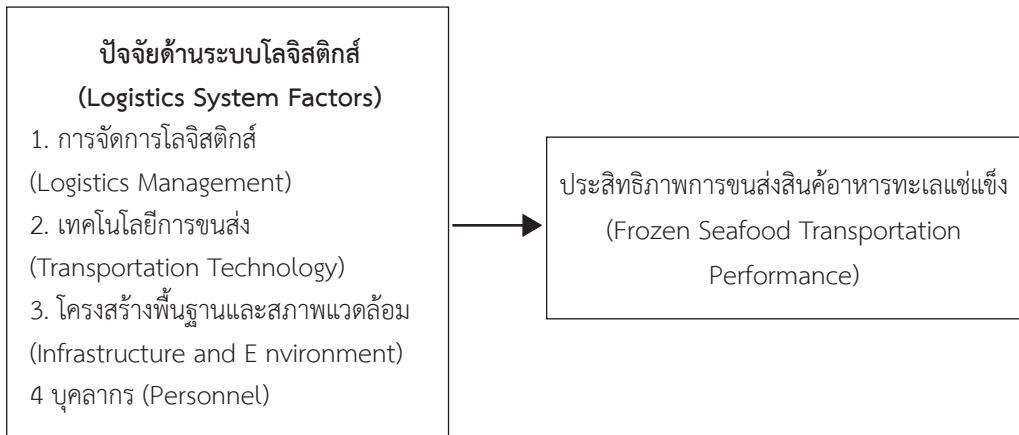 ปัจจัยด้านระบบโลจิสติกส์
(Logistics System Factors)
1. การจัดการโลจิสติกส์
(Logistics Management)
2. เทคโนโลยีการขนส่ง
(Transportation Technology)
3. โครงสร้างพื้นฐานและสภาพแวดล้อม
(Infrastructure and E nvironment)
4 บุคลากร (Personnel)
ประสิทธิภาพการขนส่งสินค้าอาหารทะเลแช่แข็ง
(Frozen Seafood Transportation
Performance)